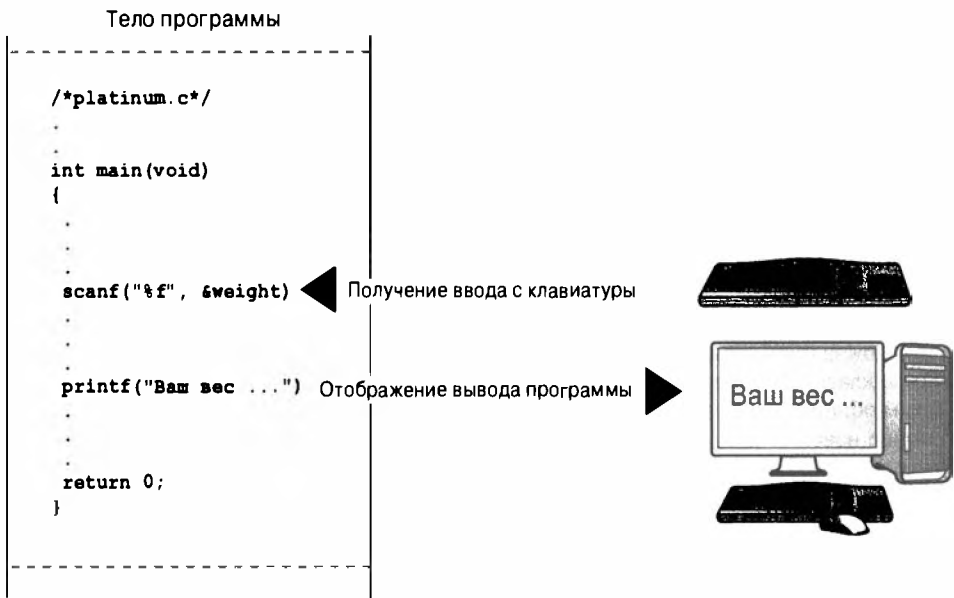 Тело программы
/*platinum.c*/
.
.
int main(void)
{
.
.
.
scanf("%f", &weight)
Получение ввода с клавиатуры
.
.
.
printf("Ваш вес ...")
Отображение вывода программы
Ваш вес ...
.
.
.
return 0;
}